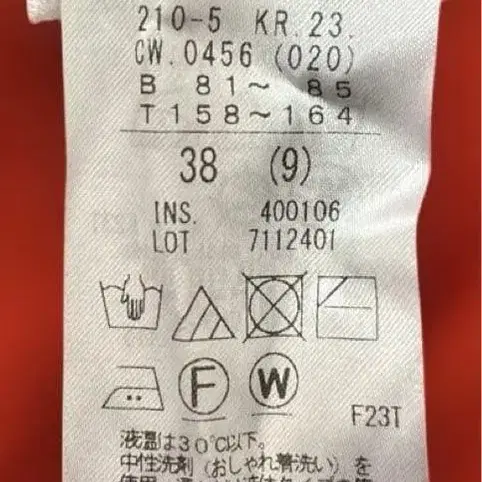 210-5 KR.23.
CW.0456 (020)
B 81～ 85
T158～164
38 (9)
INS. 400106
LOT 7112401
F W
F23T
液温は30℃以下。
中性洗剤（おしゃれ着洗い）を